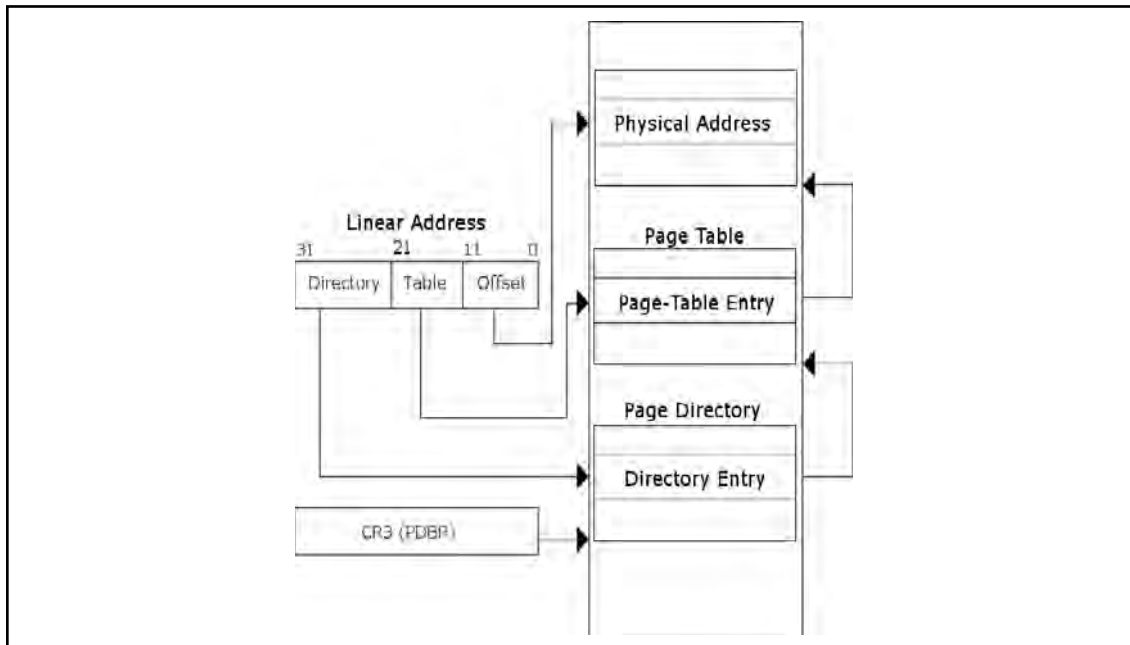 Physical Address
Linear Address
31 21 11 0
Directory Table Offset
Page Table
Page-Table Entry
Page Directory
Directory Entry
CR3 (PDBR)